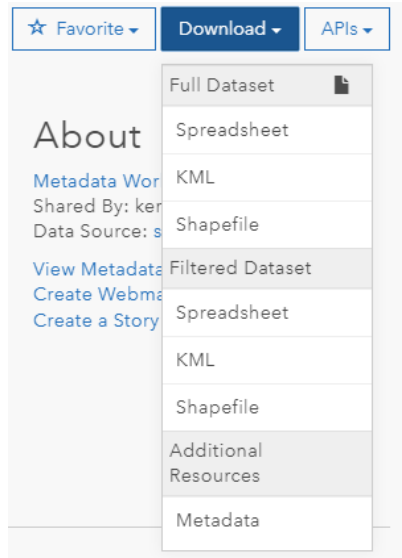 Favorite Download APIs
Full Dataset
Spreadsheet
About
KML
Metadata Wor
Shared By: ker
Shapefile
Data Source: s
View Metadata
Filtered Dataset
Create Webma
Spreadsheet
Create a Story
KML
Shapefile
Additional
Resources
Metadata